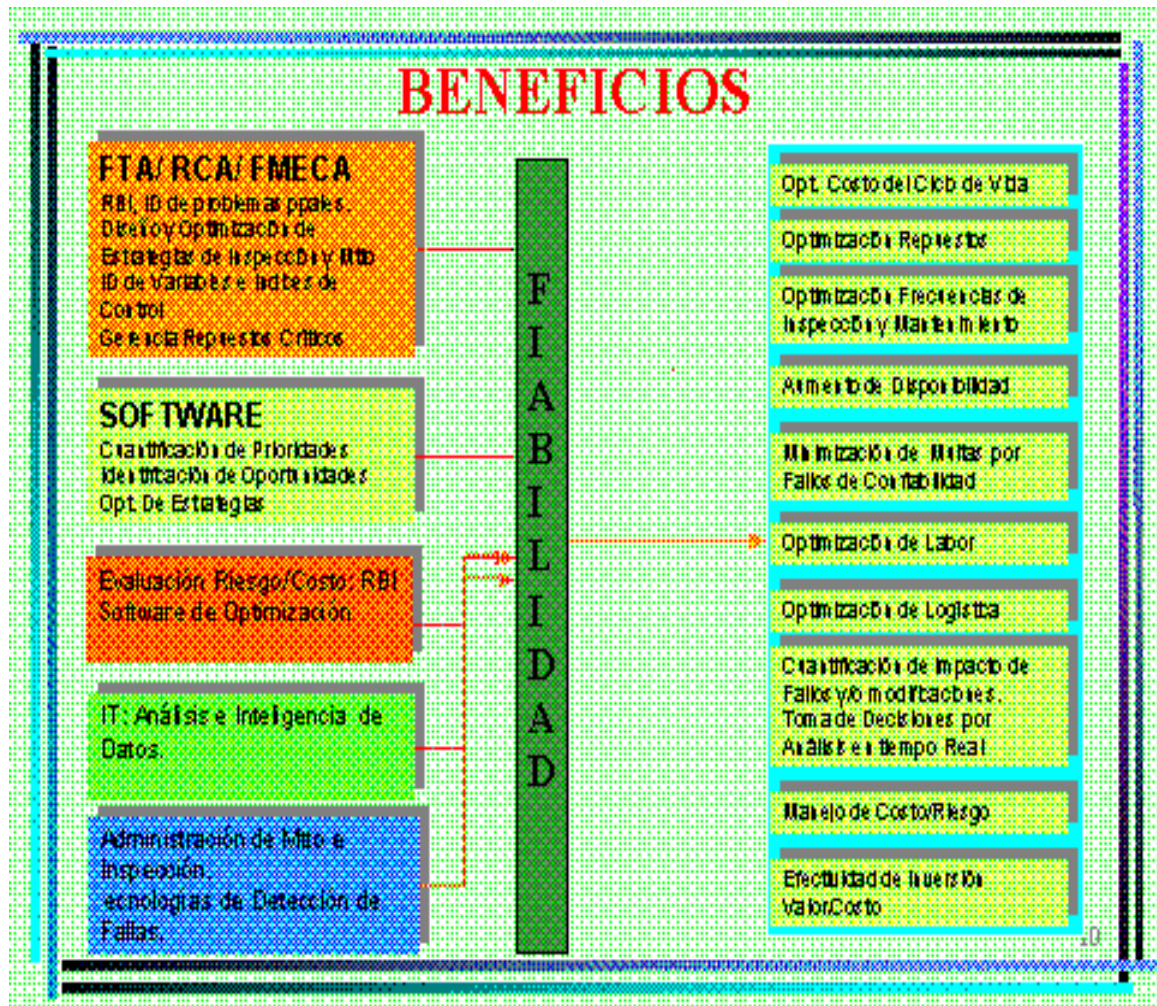 BENEFICIOS
FTA/ RCA/ FMECA
RBI, ID de problemas ppales.
Diseño y Optimización de
Estrategias de Inspección y Mtto
ID de Variables e Indices de
Control
Gerencia Repuestos Críticos
SOFTWARE
Cuantificación de Prioridades
Identificación de Oportunidades
Opt. De Estrategias
Evaluación Riesgo/Costo: RBI
Software de Optimización
IT: Análisis e Inteligencia de
Datos.
Administración de Mtto e
Inspección.
ecnologías de Detección de
Fallas.
FIABILIDAD
Opt. Costo del Ciclo de Vida
Optimización Repuestos
Optimización Frecuencias de
Inspección y Mantenimiento
Aumento de Disponibilidad
Minimización de Multas por
Fallos de Confiabilidad
Optimización de Labor
Optimización de Logística
Cuantificación de Impacto de
Fallos y/o modificaciones.
Toma de Decisiones por
Análisis en tiempo Real
Manejo de Costo/Riesgo
Efectividad de Inversión
Valor/Costo